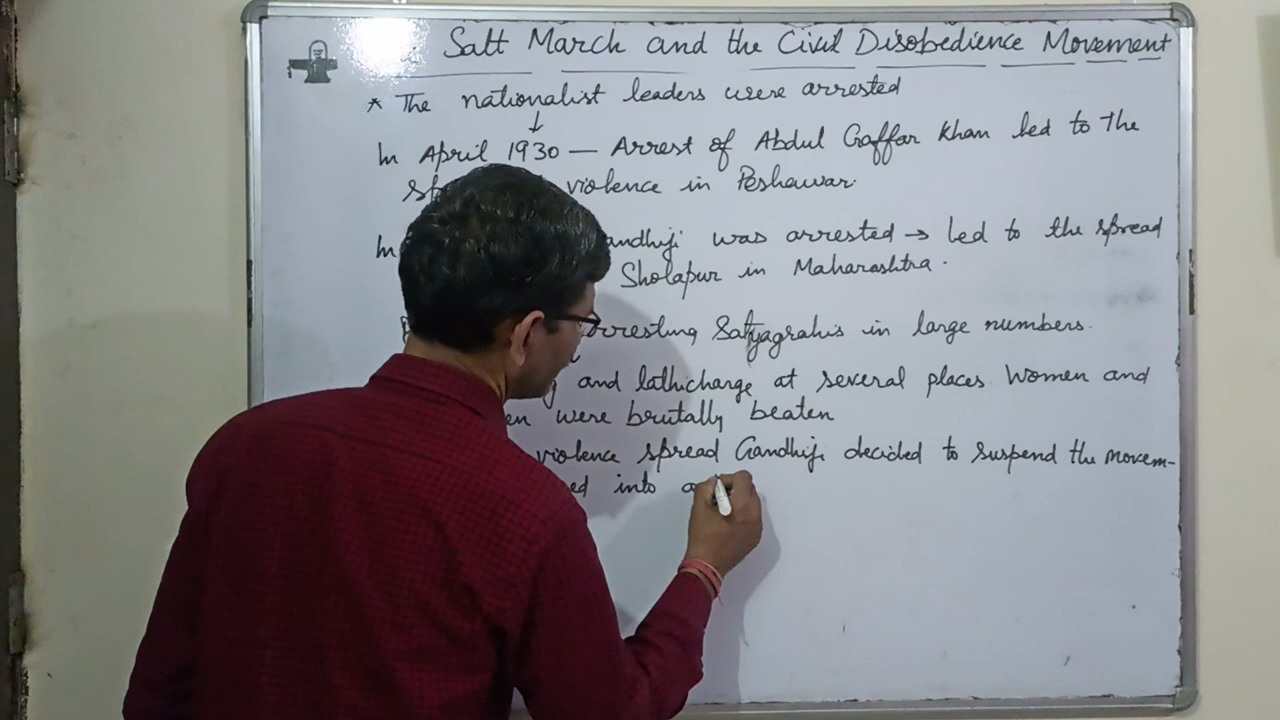 Salt March and the Civil Disobedience Movement
* The nationalist leaders were arrested
↓
In April 1930 — Arrest of Abdul Gaffar Khan led to the
violence in Peshawar.
In Gandhiji was arrested → led to the spread
Sholapur in Maharashtra.
arresting Satyagrahis in large numbers.
and lathicharge at several places Women and
were brutally beaten
violence spread Gandhiji decided to suspend the movem-
into